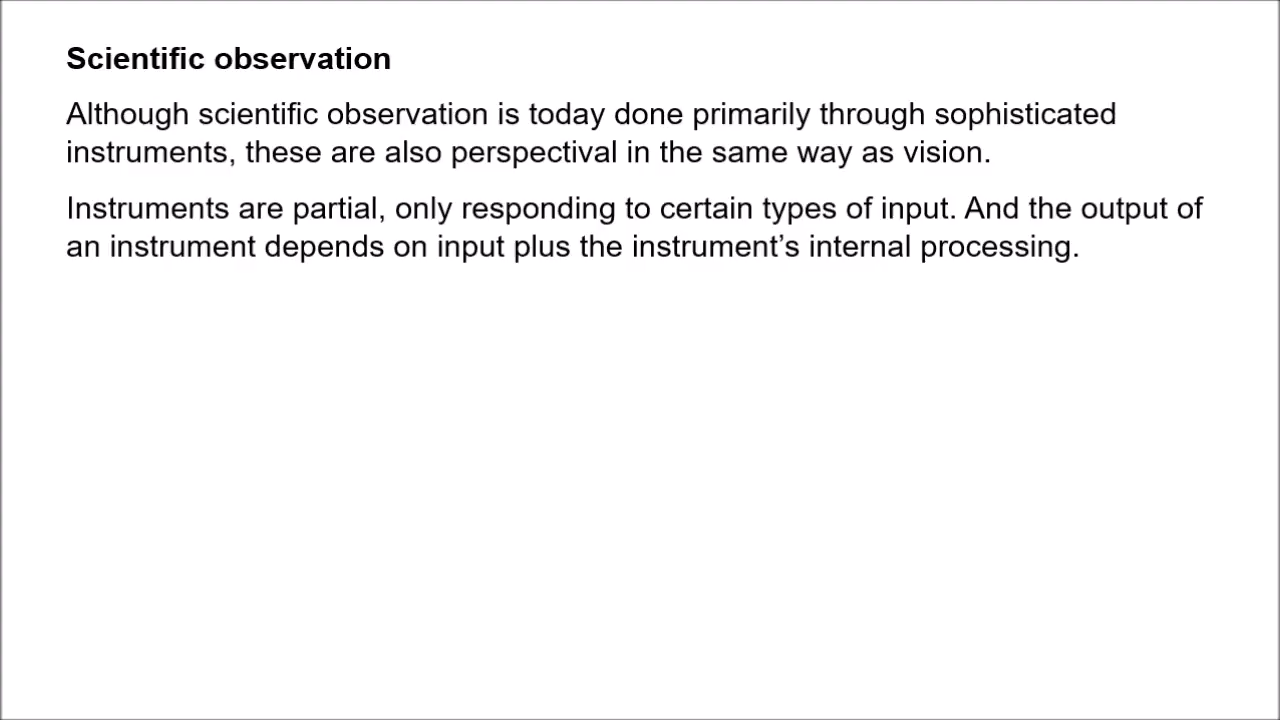 Scientific observation
Although scientific observation is today done primarily through sophisticated
instruments, these are also perspectival in the same way as vision.
Instruments are partial, only responding to certain types of input. And the output of
an instrument depends on input plus the instrument’s internal processing.